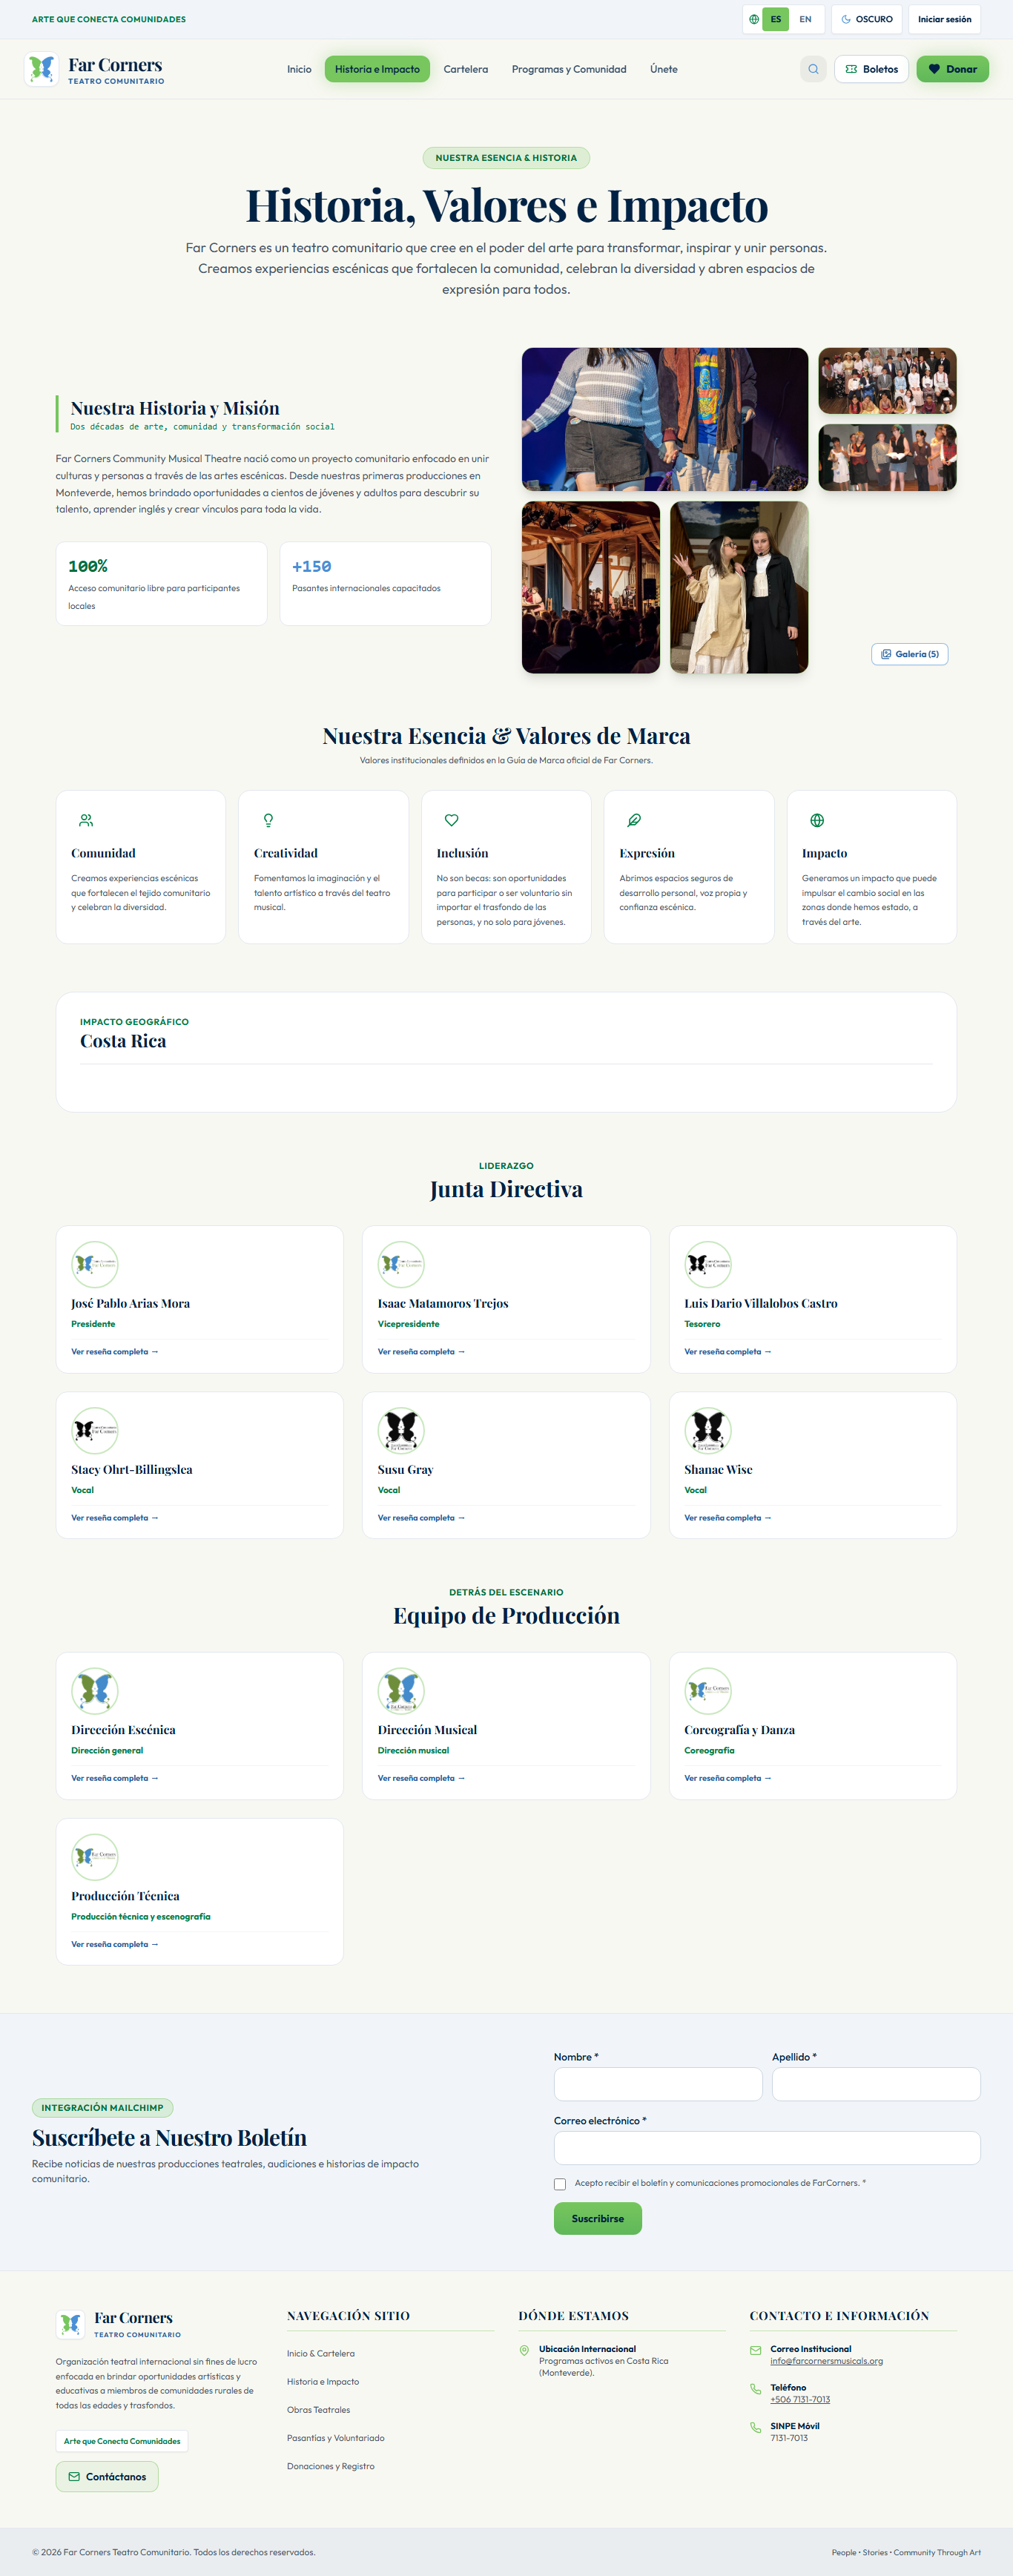 ARTE QUE CONECTA COMUNIDADES
ES
EN
OSCURO
Iniciar sesión
Far Corners
TEATRO COMUNITARIO
Inicio
Historia e Impacto
Cartelera
Programas y Comunidad
Únete
Boletos
Donar
NUESTRA ESENCIA & HISTORIA
Historia, Valores e Impacto
Far Corners es un teatro comunitario que cree en el poder del arte para transformar, inspirar y unir personas.
Creamos experiencias escénicas que fortalecen la comunidad, celebran la diversidad y abren espacios de
expresión para todos.
Nuestra Historia y Misión
Dos décadas de arte, comunidad y transformación social
Far Corners Community Musical Theatre nació como un proyecto comunitario enfocado en unir
culturas y personas a través de las artes escénicas. Desde nuestras primeras producciones en
Monteverde, hemos brindado oportunidades a cientos de jóvenes y adultos para descubrir su
talento, aprender inglés y crear vínculos para toda la vida.
100%
Acceso comunitario libre para participantes
locales
+150
Pasantes internacionales capacitados
Galería (5)
Nuestra Esencia & Valores de Marca
Valores institucionales definidos en la Guía de Marca oficial de Far Corners.
Comunidad
Creamos experiencias escénicas
que fortalecen el tejido comunitario
y celebran la diversidad.
Creatividad
Fomentamos la imaginación y el
talento artístico a través del teatro
musical.
Inclusión
No son becas: son oportunidades
para participar o ser voluntario sin
importar el trasfondo de las
personas, y no solo para jóvenes.
Expresión
Abrimos espacios seguros de
desarrollo personal, voz propia y
confianza escénica.
Impacto
Generamos un impacto que puede
impulsar el cambio social en las
zonas donde hemos estado, a
través del arte.
IMPACTO GEOGRÁFICO
Costa Rica
LIDERAZGO
Junta Directiva
José Pablo Arias Mora
Presidente
Ver reseña completa →
Isaac Matamoros Trejos
Vicepresidente
Ver reseña completa →
Luis Dario Villalobos Castro
Tesorero
Ver reseña completa →
Stacy Ohrt-Billingslea
Vocal
Ver reseña completa →
Susu Gray
Vocal
Ver reseña completa →
Shanae Wise
Vocal
Ver reseña completa →
DETRÁS DEL ESCENARIO
Equipo de Producción
Dirección Escénica
Dirección general
Ver reseña completa →
Dirección Musical
Dirección musical
Ver reseña completa →
Far Corners
Coreografía y Danza
Coreografía
Ver reseña completa →
Far Corners
Producción Técnica
Producción técnica y escenografía
Ver reseña completa →
INTEGRACIÓN MAILCHIMP
Suscríbete a Nuestro Boletín
Recibe noticias de nuestras producciones teatrales, audiciones e historias de impacto
comunitario.
Nombre *
Apellido *
Correo electrónico *
Acepto recibir el boletín y comunicaciones promocionales de FarCorners. *
Suscribirse
Far Corners
TEATRO COMUNITARIO
Organización teatral internacional sin fines de lucro
enfocada en brindar oportunidades artísticas y
educativas a miembros de comunidades rurales de
todas las edades y trasfondos.
Arte que Conecta Comunidades
Contáctanos
NAVEGACIÓN SITIO
Inicio & Cartelera
Historia e Impacto
Obras Teatrales
Pasantías y Voluntariado
Donaciones y Registro
DÓNDE ESTAMOS
Ubicación Internacional
Programas activos en Costa Rica
(Monteverde).
CONTACTO E INFORMACIÓN
Correo Institucional
info@farcornersmusicals.org
Teléfono
+506 7131-7013
SINPE Móvil
7131-7013
© 2026 Far Corners Teatro Comunitario. Todos los derechos reservados.
People • Stories • Community Through Art